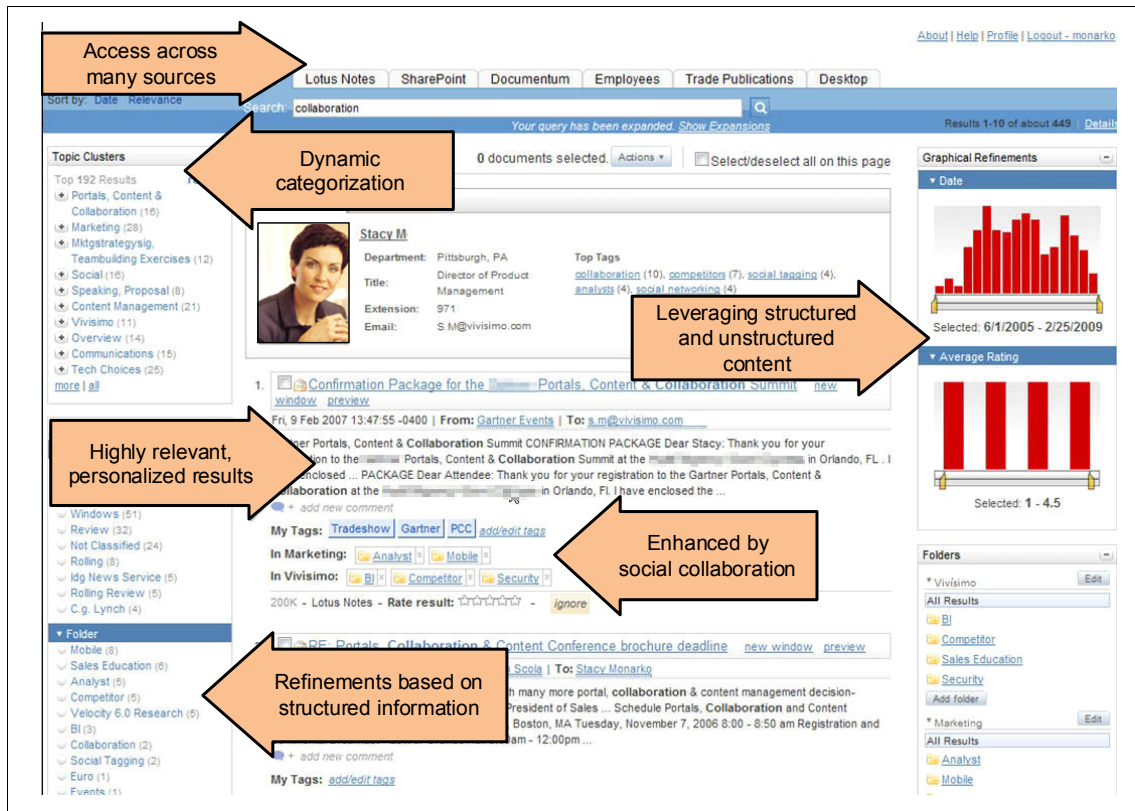 About | Help | Profile | Logout - monarko
Access across
many sources
Lotus Notes SharePoint Documentum Employees Trade Publications Desktop
Sort by: Date Relevance
Search: collaboration
Your query has been expanded. Show Expansions
Results 1-10 of about 449 | Details
Topic Clusters
Top 192 Results
+ Portals, Content &
Collaboration (16)
+ Marketing (28)
+ Mktgstrategysig,
Teambuilding Exercises (12)
+ Social (16)
+ Speaking, Proposal (8)
+ Content Management (21)
+ Vivisimo (11)
+ Overview (14)
+ Communications (15)
+ Tech Choices (25)
more | all
Dynamic
categorization
0 documents selected. Actions
Select/deselect all on this page
Stacy M
Department: Pittsburgh, PA
Title: Director of Product
Management
Extension: 971
Email: S.M@vivisimo.com
Top Tags
collaboration (10), competitors (7), social tagging (4),
analysts (4), social networking (4)
Graphical Refinements
Date
Selected: 6/1/2005 - 2/25/2009
Average Rating
Selected: 1 - 4.5
Leveraging structured
and unstructured
content
1. Confirmation Package for the Portals, Content & Collaboration Summit new
window preview
Fri, 9 Feb 2007 13:47:55 -0400 | From: Gartner Events | To: s.m@vivisimo.com
Portals, Content & Collaboration Summit CONFIRMATION PACKAGE Dear Stacy: Thank you for your
to the Portals, Content & Collaboration Summit at the in Orlando, FL . I
enclosed ... PACKAGE Dear Attendee: Thank you for your registration to the Gartner Portals, Content &
Collaboration at the in Orlando, Fl. I have enclosed the ...
+ add new comment
My Tags: Tradeshow Gartner PCC add/edit tags
In Marketing: Analyst × Mobile ×
In Vivisimo: BI × Competitor × Security ×
200K - Lotus Notes - Rate result: - ignore
Highly relevant,
personalized results
Enhanced by
social collaboration
Windows (51)
Review (32)
Not Classified (24)
Rolling (8)
Idg News Service (5)
Rolling Review (5)
C.g. Lynch (4)
Folder
Mobile (8)
Sales Education (6)
Analyst (5)
Competitor (5)
Velocity 6.0 Research (5)
BI (3)
Collaboration (2)
Social Tagging (2)
Euro (1)
Events (1)
Refinements based on
structured information
RE: Portals, Collaboration & Content Conference brochure deadline new window preview
Scola | To: Stacy Monarko
many more portal, collaboration & content management decision-
President of Sales ... Schedule Portals, Collaboration and Content
Boston, MA Tuesday, November 7, 2006 8:00 - 8:50 am Registration and
- 12:00pm ...
+ add new comment
My Tags: add/edit tags
Folders
* Vivísimo Edit
All Results
BI
Competitor
Sales Education
Security
Add folder
* Marketing Edit
All Results
Analyst
Mobile